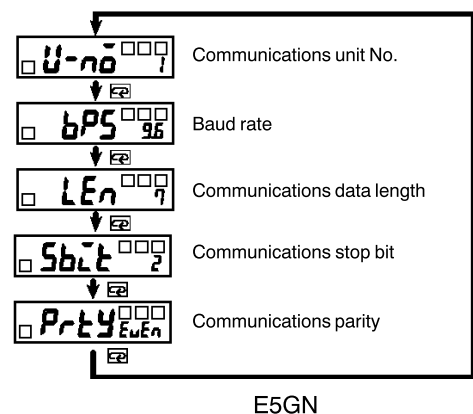 U-no 1 Communications unit No.
bPS 9.6 Baud rate
LEn 7 Communications data length
Sbit 2 Communications stop bit
PrtY EvEn Communications parity
E5GN